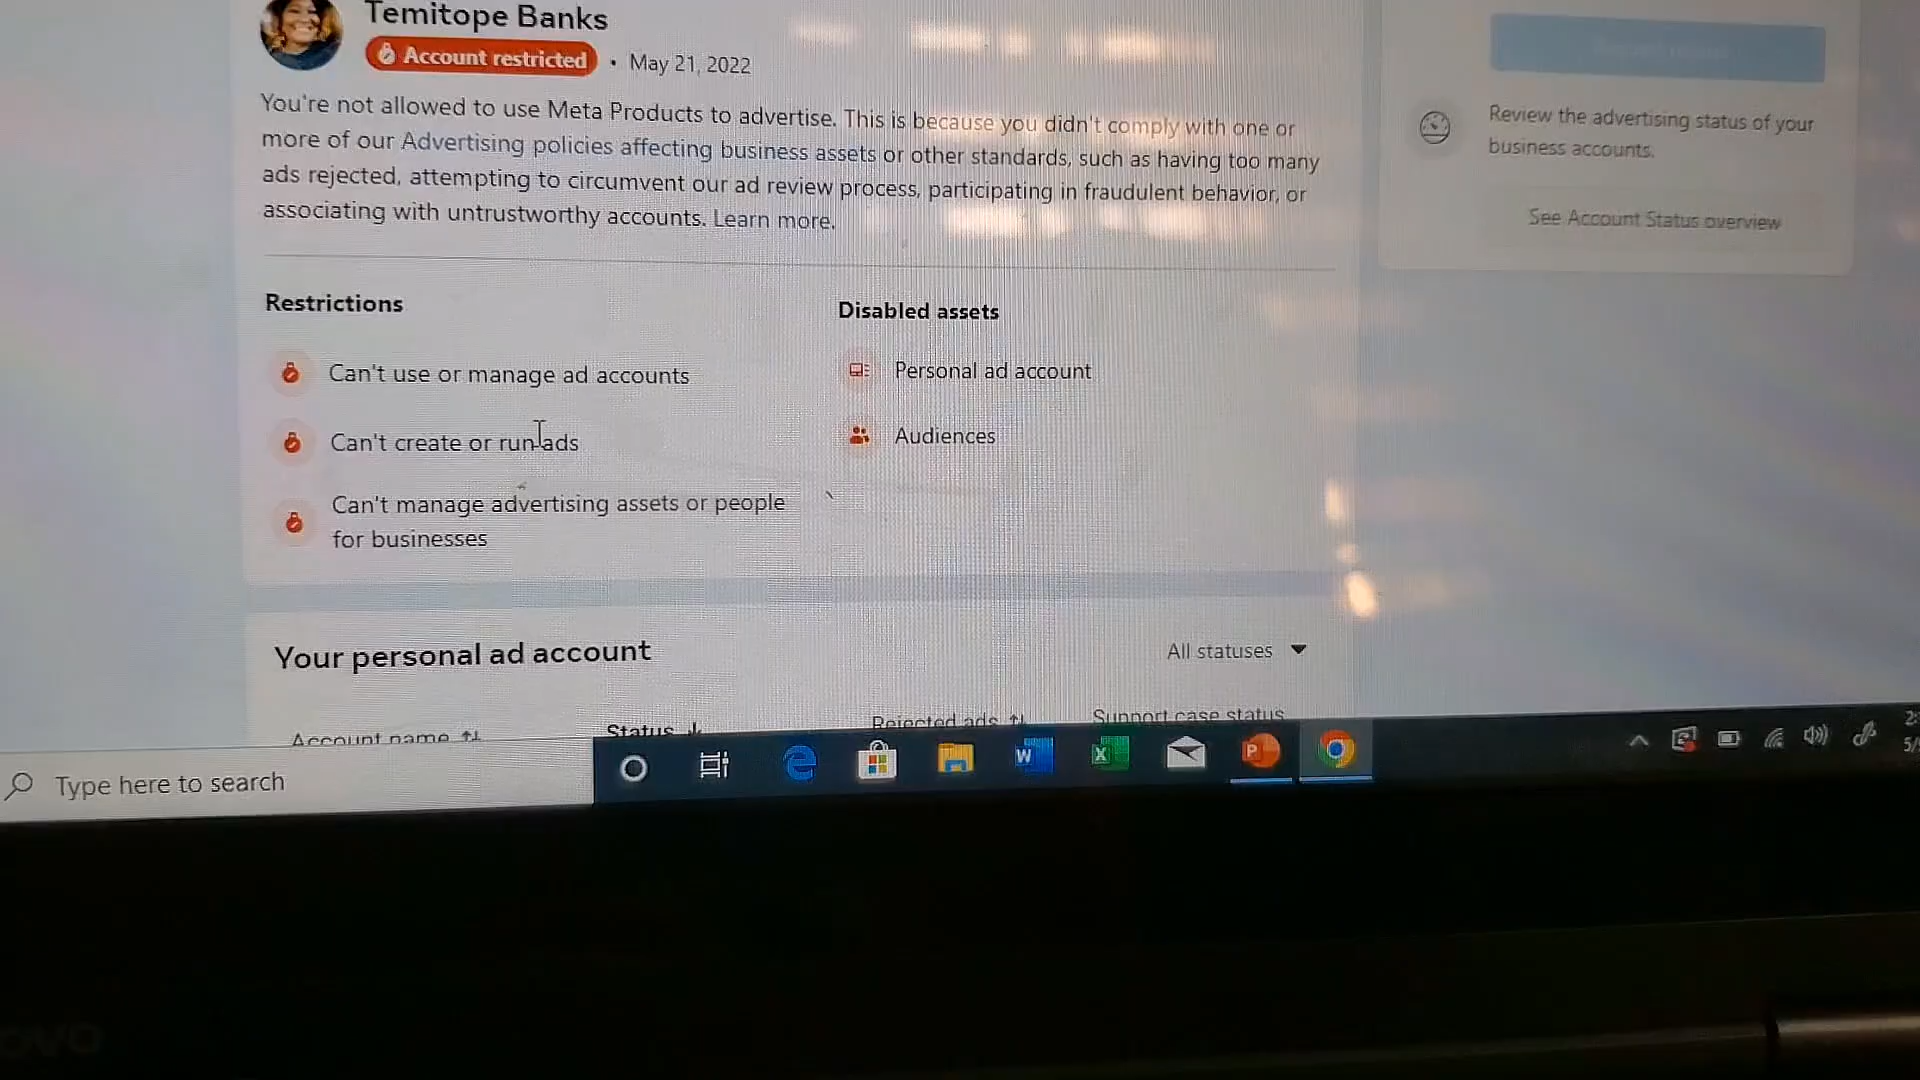 Temitope Banks
Account restricted • May 21, 2022
You're not allowed to use Meta Products to advertise. This is because you didn't comply with one or
more of our Advertising policies affecting business assets or other standards, such as having too many
ads rejected, attempting to circumvent our ad review process, participating in fraudulent behavior, or
associating with untrustworthy accounts. Learn more.
Review the advertising status of your
business accounts.
See Account Status overview
Restrictions
Can't use or manage ad accounts
Can't create or run ads
Can't manage advertising assets or people
for businesses
Disabled assets
Personal ad account
Audiences
Your personal ad account
All statuses
Account name
Status
Rejected ads
Support case status
Type here to search